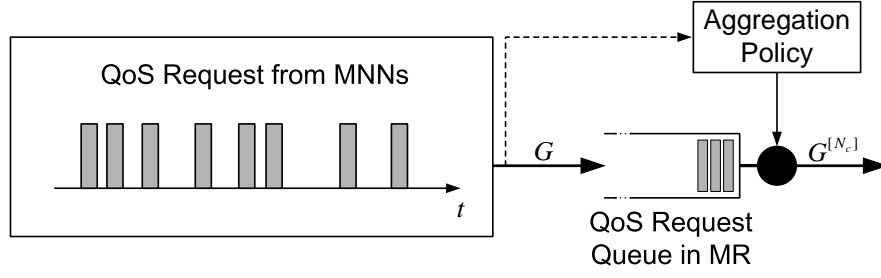 Aggregation
Policy
QoS Request from MNNs
t
G
G^{[N_c]}
QoS Request
Queue in MR